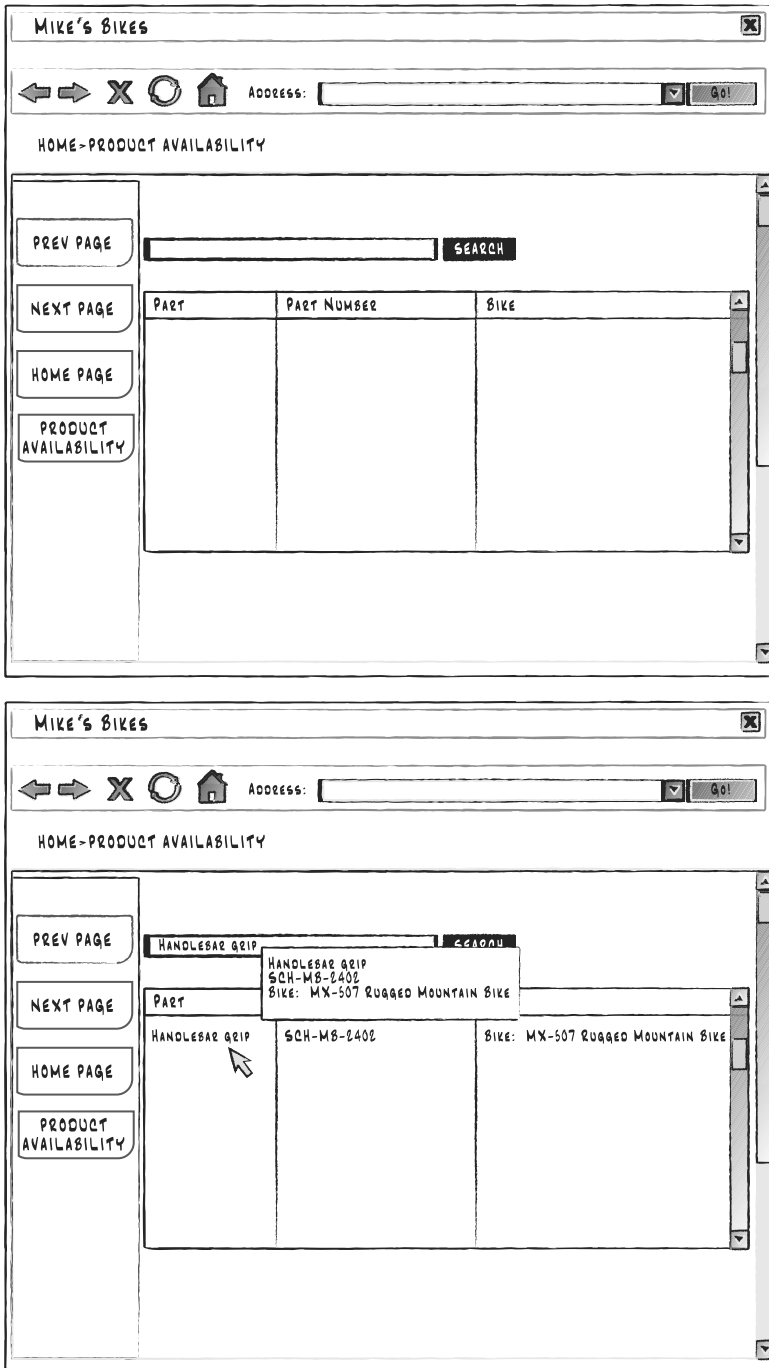 Mike's Bikes
Address: Go!
HOME>PRODUCT AVAILABILITY
PREV PAGE
SEARCH
NEXT PAGE
Part Part Number Bike
HOME PAGE
PRODUCT
AVAILABILITY
Mike's Bikes
Address: Go!
HOME>PRODUCT AVAILABILITY
PREV PAGE
Handlebar grip
SEARCH
Handlebar grip
SCH-MB-2402
Bike: MX-507 Rugged Mountain Bike
NEXT PAGE
Part
Handlebar grip SCH-MB-2402 Bike: MX-507 Rugged Mountain Bike
HOME PAGE
PRODUCT
AVAILABILITY